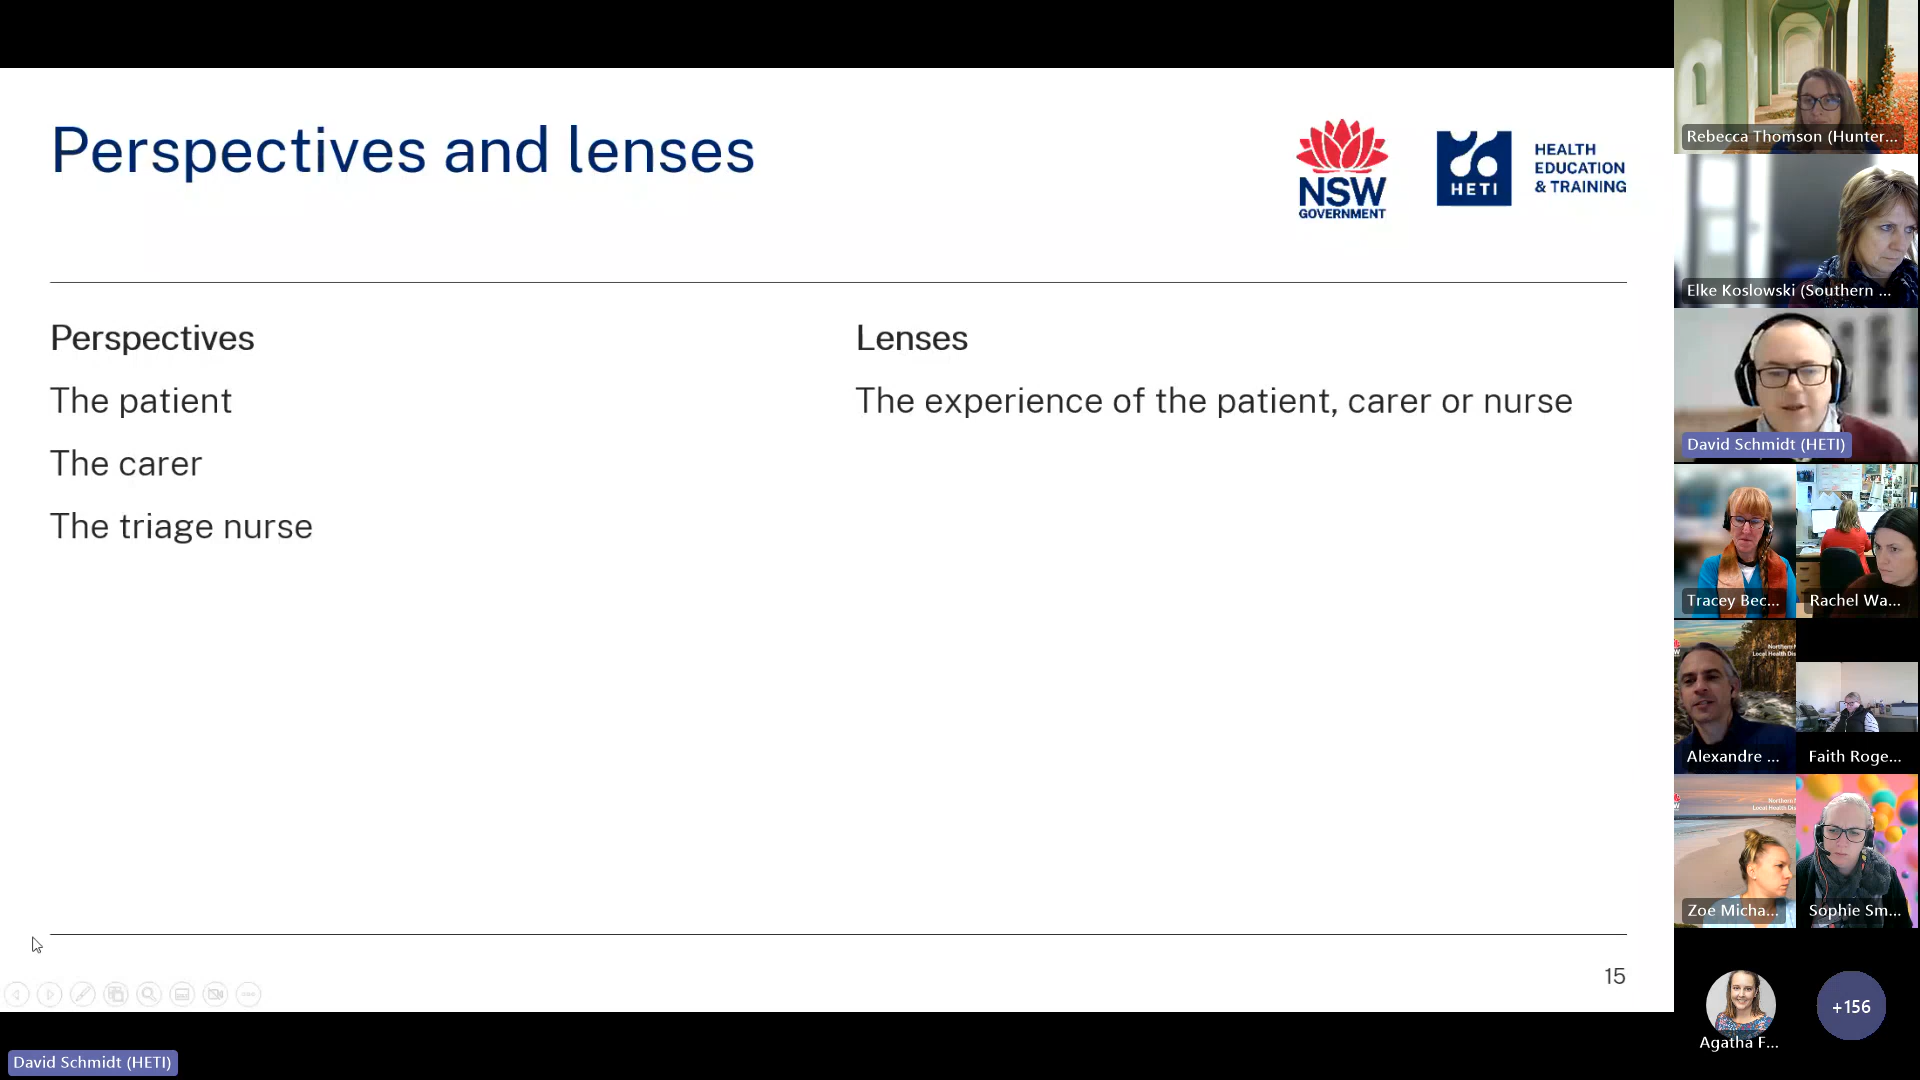 Perspectives and lenses
NSW
GOVERNMENT
HETI
HEALTH
EDUCATION
& TRAINING
Perspectives
The patient
The carer
The triage nurse
Lenses
The experience of the patient, carer or nurse
15
David Schmidt (HETI)
Rebecca Thomson (Hunter...
Elke Koslowski (Southern ...
David Schmidt (HETI)
Tracey Bec...
Rachel Wa...
Alexandre ...
Faith Roge...
Zoe Micha...
Sophie Sm...
Agatha F...
+156